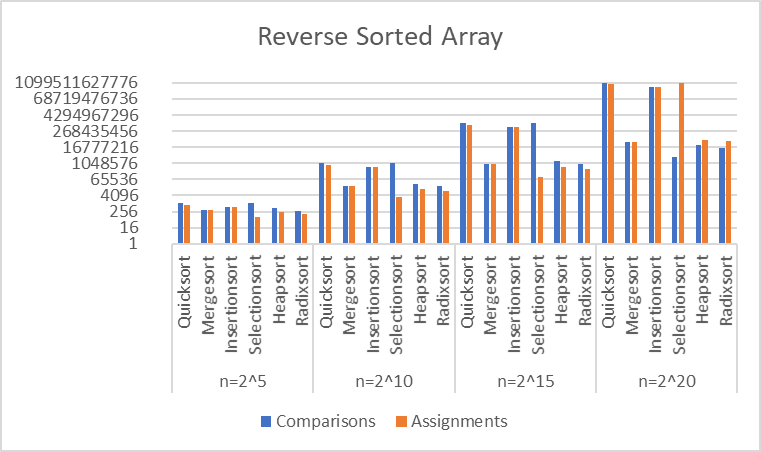 Reverse Sorted Array
1099511627776
68719476736
4294967296
268435456
16777216
1048576
65536
4096
256
16
1
Quicksort
Mergesort
Insertionsort
Selectionsort
Heapsort
Radixsort
Quicksort
Mergesort
Insertionsort
Selectionsort
Heapsort
Radixsort
Quicksort
Mergesort
Insertionsort
Selectionsort
Heapsort
Radixsort
Quicksort
Mergesort
Insertionsort
Selectionsort
Heapsort
Radixsort
n=2^5 n=2^10 n=2^15 n=2^20
Comparisons Assignments